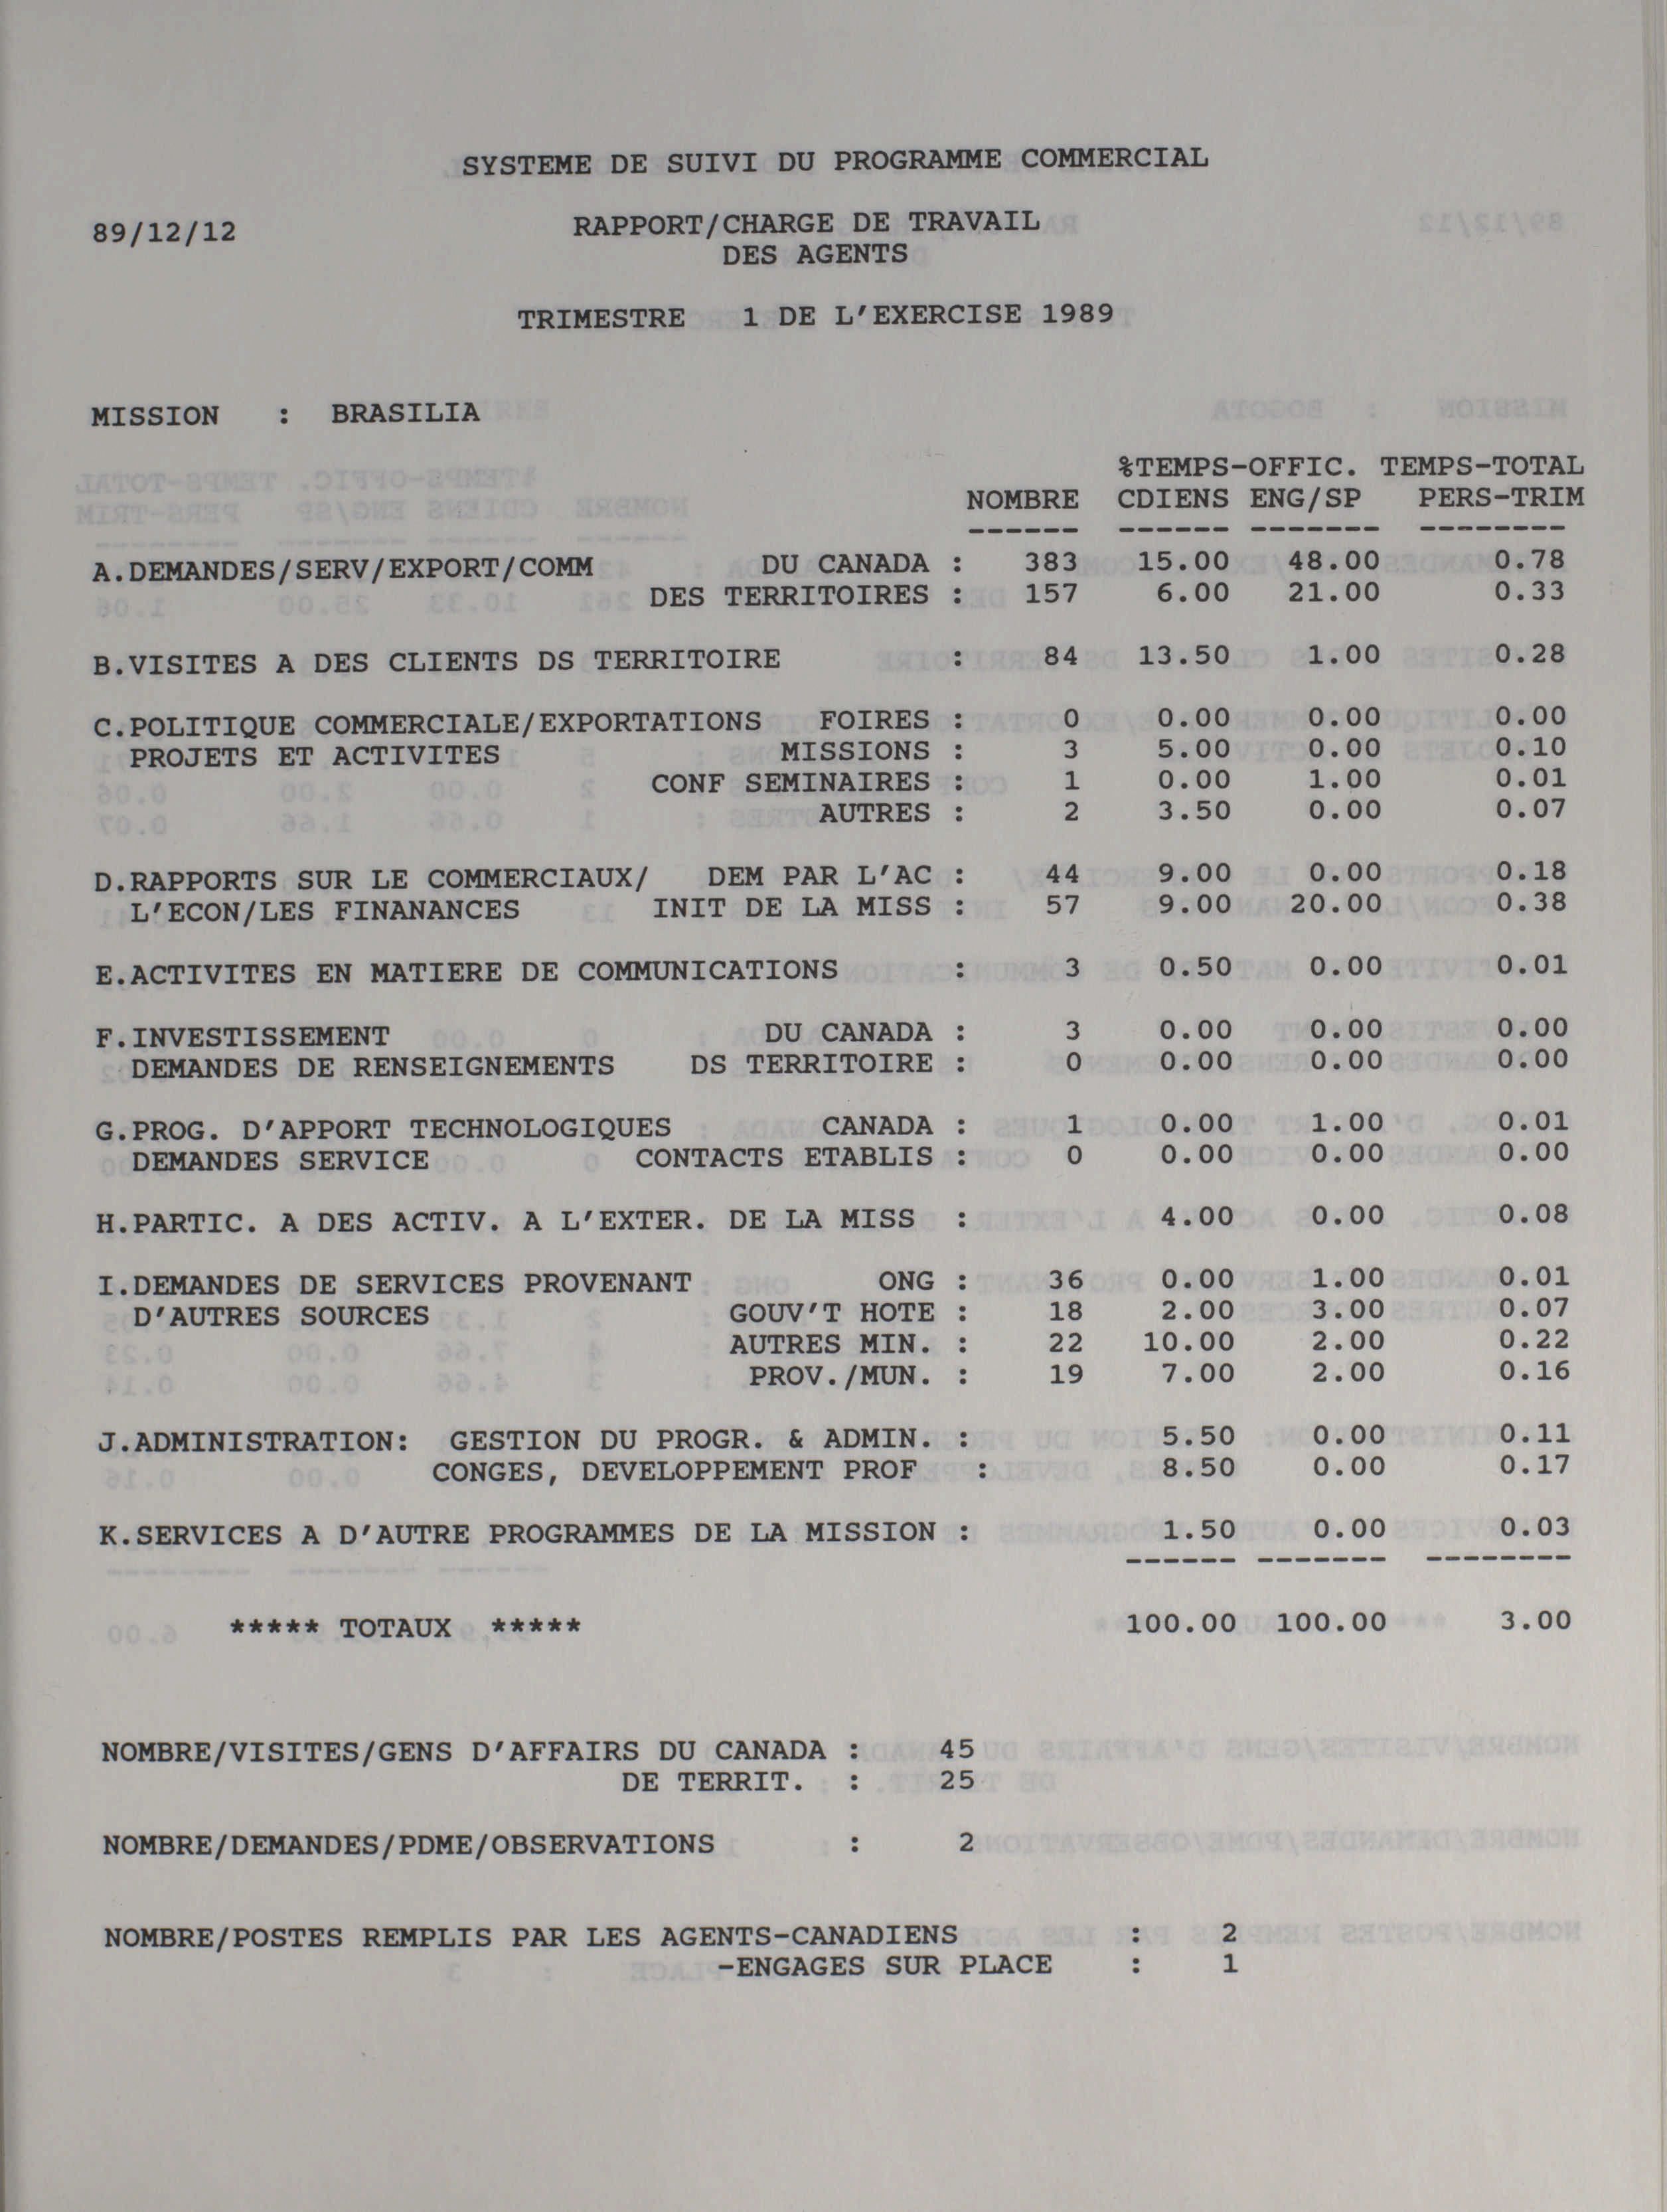 SYSTEME DE SUIVI DU PROGRAMME COMMERCIAL
89/12/12 RAPPORT/CHARGE DE TRAVAIL
DES AGENTS
TRIMESTRE 1 DE L'EXERCISE 1989
MISSION : BRASILIA
%TEMPS-OFFIC. TEMPS-TOTAL
NOMBRE CDIENS ENG/SP PERS-TRIM
------ ------ ------- --------
A.DEMANDES/SERV/EXPORT/COMM DU CANADA : 383 15.00 48.00 0.78
DES TERRITOIRES : 157 6.00 21.00 0.33
B.VISITES A DES CLIENTS DS TERRITOIRE : 84 13.50 1.00 0.28
C.POLITIQUE COMMERCIALE/EXPORTATIONS FOIRES : 0 0.00 0.00 0.00
PROJETS ET ACTIVITES MISSIONS : 3 5.00 0.00 0.10
CONF SEMINAIRES : 1 0.00 1.00 0.01
AUTRES : 2 3.50 0.00 0.07
D.RAPPORTS SUR LE COMMERCIAUX/ DEM PAR L'AC : 44 9.00 0.00 0.18
L'ECON/LES FINANANCES INIT DE LA MISS : 57 9.00 20.00 0.38
E.ACTIVITES EN MATIERE DE COMMUNICATIONS : 3 0.50 0.00 0.01
F.INVESTISSEMENT DU CANADA : 3 0.00 0.00 0.00
DEMANDES DE RENSEIGNEMENTS DS TERRITOIRE : 0 0.00 0.00 0.00
G.PROG. D'APPORT TECHNOLOGIQUES CANADA : 1 0.00 1.00 0.01
DEMANDES SERVICE CONTACTS ETABLIS : 0 0.00 0.00 0.00
H.PARTIC. A DES ACTIV. A L'EXTER. DE LA MISS : 4.00 0.00 0.08
I.DEMANDES DE SERVICES PROVENANT ONG : 36 0.00 1.00 0.01
D'AUTRES SOURCES GOUV'T HOTE : 18 2.00 3.00 0.07
AUTRES MIN. : 22 10.00 2.00 0.22
PROV./MUN. : 19 7.00 2.00 0.16
J.ADMINISTRATION: GESTION DU PROGR. & ADMIN. : 5.50 0.00 0.11
CONGES, DEVELOPPEMENT PROF : 8.50 0.00 0.17
K.SERVICES A D'AUTRE PROGRAMMES DE LA MISSION : 1.50 0.00 0.03
------ ------- --------
***** TOTAUX ***** 100.00 100.00 3.00
NOMBRE/VISITES/GENS D'AFFAIRS DU CANADA : 45
DE TERRIT. : 25
NOMBRE/DEMANDES/PDME/OBSERVATIONS : 2
NOMBRE/POSTES REMPLIS PAR LES AGENTS-CANADIENS : 2
-ENGAGES SUR PLACE : 1